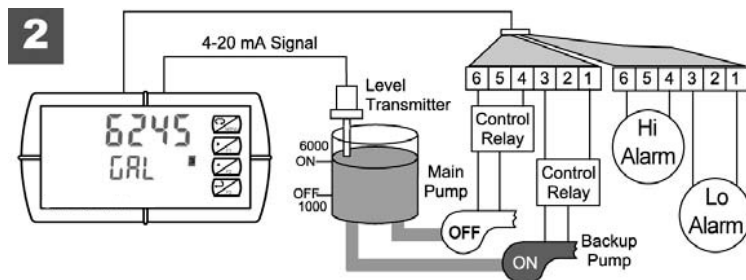 2
4-20 mA Signal
6245
GAL
Level
Transmitter
6000
ON
OFF
1000
Main
Pump
6 5 4 3 2 1
6 5 4 3 2 1
Control
Relay
Control
Relay
Hi
Alarm
Lo
Alarm
OFF
ON
Backup
Pump